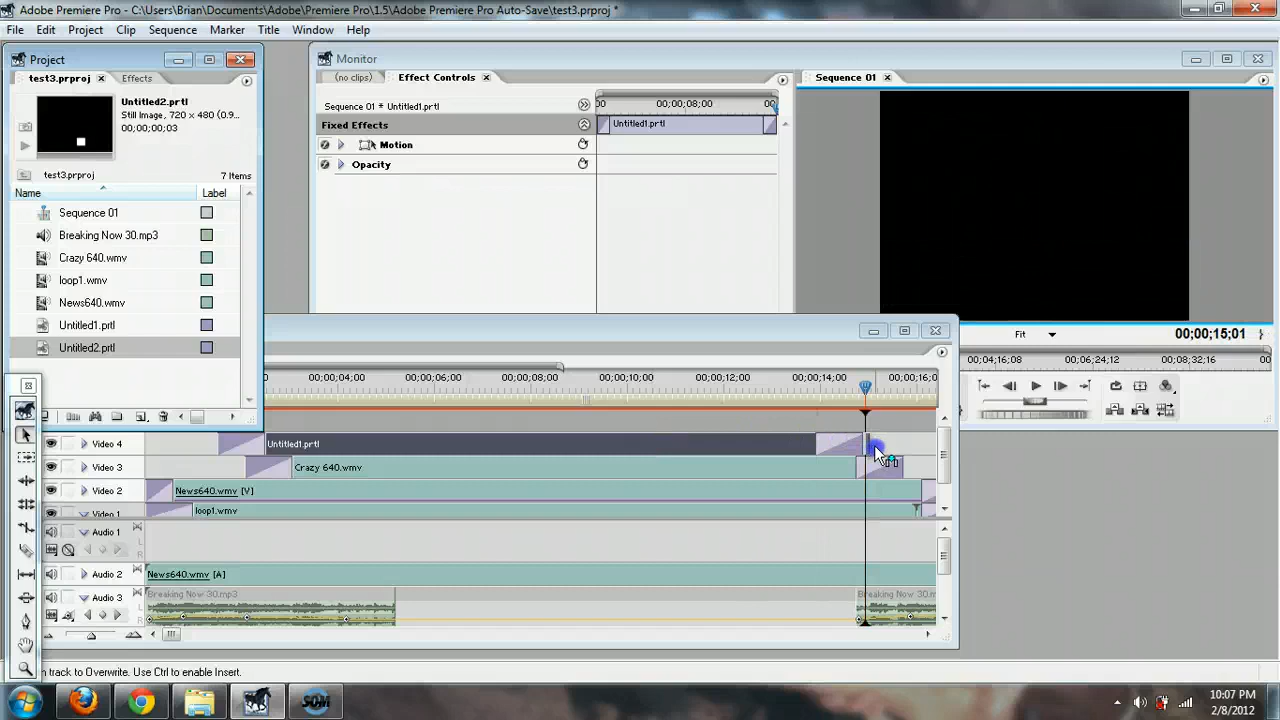 Adobe Premiere Pro - C:\Users\Brian\Documents\Adobe\Premiere Pro\1.5\Adobe Premiere Pro Auto-Save\test3.prproj *
File Edit Project Clip Sequence Marker Title Window Help
Project
Monitor
test3.prproj Effects
(no clips) Effect Controls
Sequence 01
Untitled2.prtl
Still Image, 720 x 480 (0.9...
00;00;00;03
Sequence 01 * Untitled1.prtl
00 00;00;08;00 00;
Fixed Effects
Untitled1.prtl
Motion
Opacity
test3.prproj 7 Items
Name Label
Sequence 01
Breaking Now 30.mp3
Crazy 640.wmv
loop1.wmv
News640.wmv
Untitled1.prtl
Untitled2.prtl
Fit 00;00;15;01
00;04;16;08 00;06;24;12 00;08;32;16 00
0 00;00;04;00 00;00;06;00 00;00;08;00 00;00;10;00 00;00;12;00 00;00;14;00 00;00;16;0
Video 4 Untitled1.prtl
Video 3 Crazy 640.wmv
Video 2 News640.wmv [V]
Video 1 loop1.wmv
Audio 1
L
R
Audio 2 News640.wmv [A]
L
R
Audio 3 Breaking Now 30.mp3 Breaking Now 30.m
L
R
n track to Overwrite. Use Ctrl to enable Insert.
SOM
10:07 PM
2/8/2012